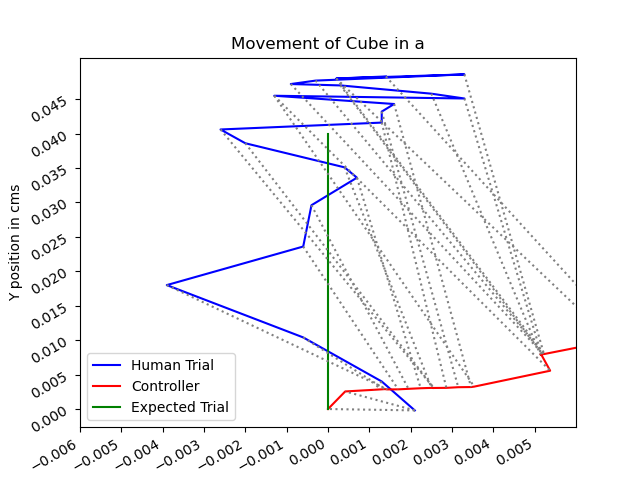 Movement of Cube in a
Y position in cms
0.045
0.040
0.035
0.030
0.025
0.020
0.015
0.010
0.005
0.000
Human Trial
Controller
Expected Trial
−0.006 −0.005 −0.004 −0.003 −0.002 −0.001 0.000 0.001 0.002 0.003 0.004 0.005